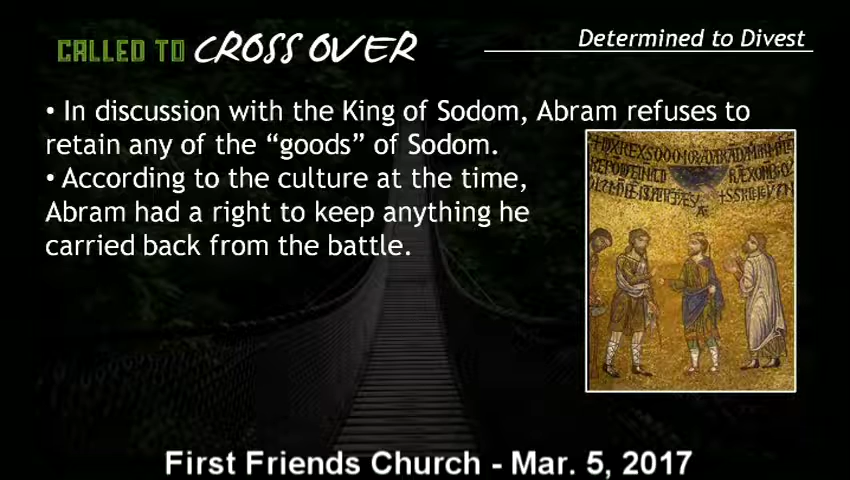 CALLED TO CROSS OVER
Determined to Divest
• In discussion with the King of Sodom, Abram refuses to
retain any of the “goods” of Sodom.
• According to the culture at the time,
Abram had a right to keep anything he
carried back from the battle.
First Friends Church - Mar. 5, 2017